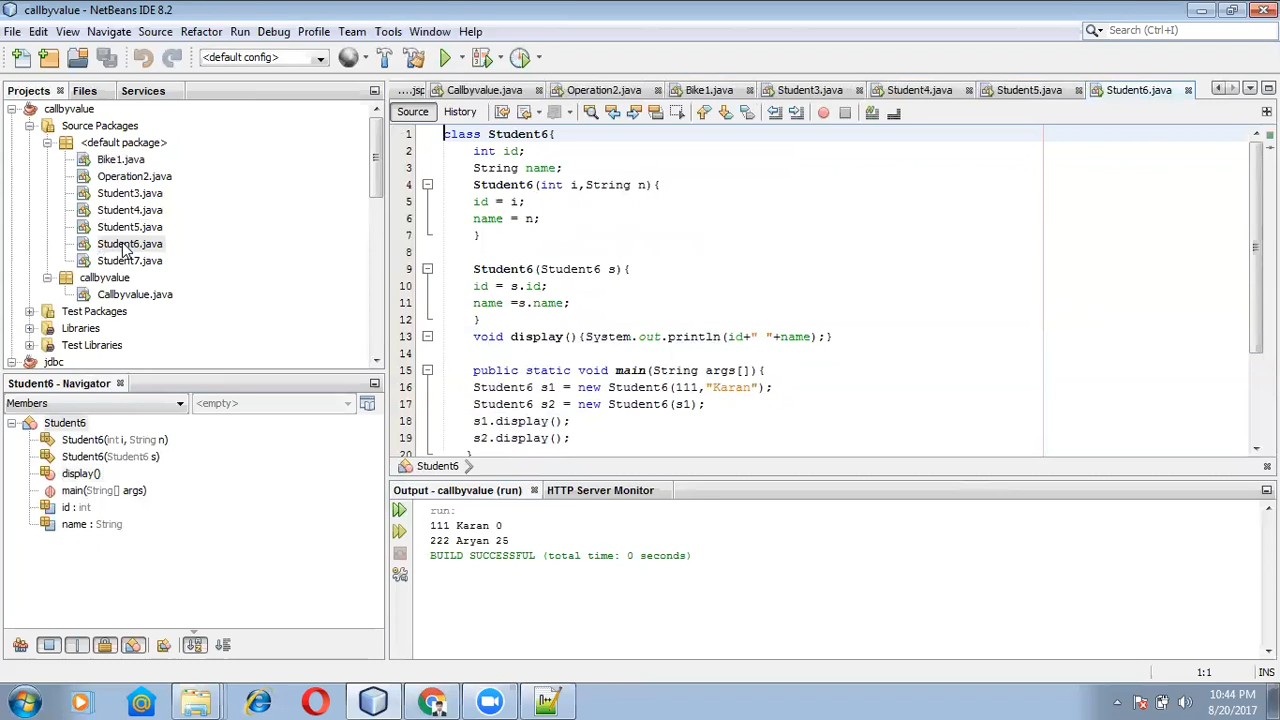 callbyvalue - NetBeans IDE 8.2
File Edit View Navigate Source Refactor Run Debug Profile Team Tools Window Help
Search (Ctrl+I)
<default config>
Projects Files Services
callbyvalue
Source Packages
<default package>
Bike1.java
Operation2.java
Student3.java
Student4.java
Student5.java
Student6.java
Student7.java
callbyvalue
Callbyvalue.java
Test Packages
Libraries
Test Libraries
jdbc
Student6 - Navigator
Members <empty>
Student6
Student6(int i, String n)
Student6(Student6 s)
display()
main(String[] args)
id : int
name : String
....jsp Callbyvalue.java Operation2.java Bike1.java Student3.java Student4.java Student5.java Student6.java
Source History
1 class Student6{
2 int id;
3 String name;
4 Student6(int i,String n){
5 id = i;
6 name = n;
7 }
8
9 Student6(Student6 s){
10 id = s.id;
11 name =s.name;
12 }
13 void display(){System.out.println(id+" "+name);}
14
15 public static void main(String args[]){
16 Student6 s1 = new Student6(111,"Karan");
17 Student6 s2 = new Student6(s1);
18 s1.display();
19 s2.display();
20 }
Student6
Output - callbyvalue (run) HTTP Server Monitor
run:
111 Karan 0
222 Aryan 25
BUILD SUCCESSFUL (total time: 0 seconds)
1:1 INS
10:44 PM
8/20/2017